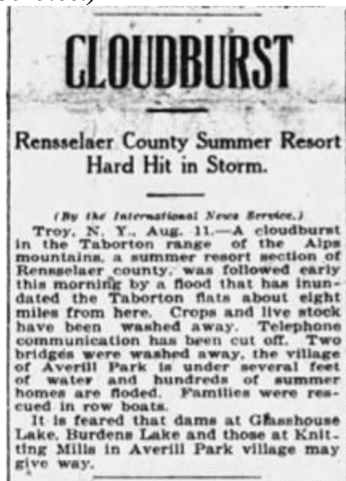 CLOUDBURST
Rensselaer County Summer Resort
Hard Hit in Storm.
(By the International News Service.)
Troy, N. Y., Aug. 11.—A cloudburst
in the Taborton range of the Alps
mountains, a summer resort section of
Rensselaer county, was followed early
this morning by a flood that has inun-
dated the Taborton flats about eight
miles from here. Crops and live stock
have been washed away. Telephone
communication has been cut off. Two
bridges were washed away, the village
of Averill Park is under several feet
of water and hundreds of summer
homes are floded. Families were res-
cued in row boats.
It is feared that dams at Glasshouse
Lake, Burdens Lake and those at Knit-
ting Mills in Averill Park village may
give way.